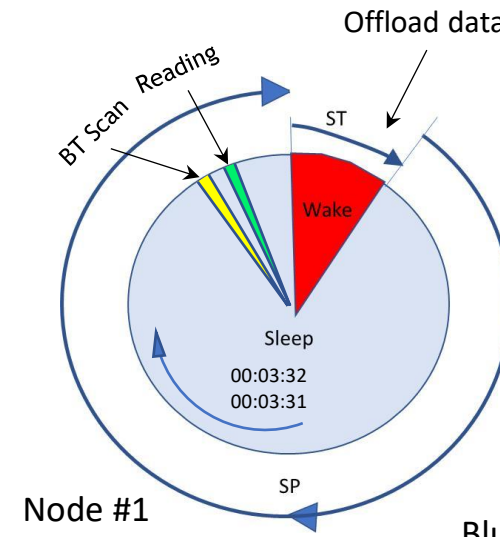 Offload data
Reading
BT Scan
ST
Wake
Sleep
00:03:32
00:03:31
SP
Node #1